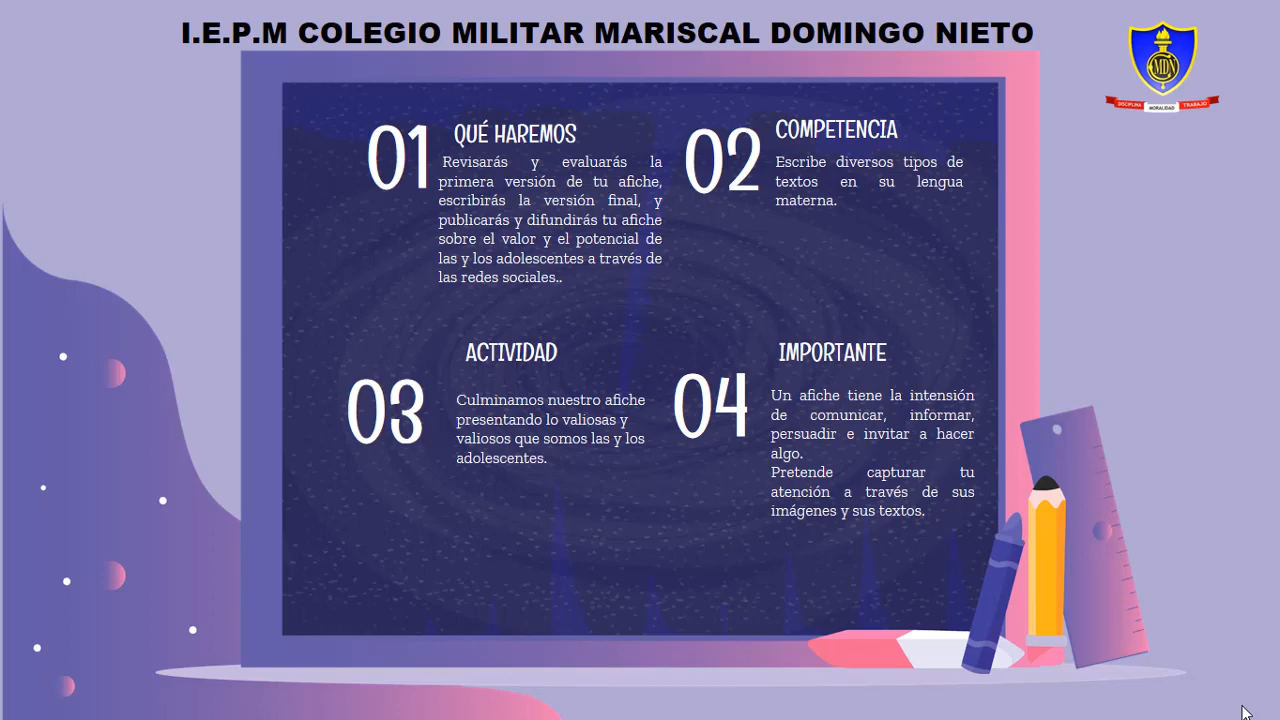 I.E.P.M COLEGIO MILITAR MARISCAL DOMINGO NIETO
MDN
DISCIPLINA MORALIDAD TRABAJO
01 QUÉ HAREMOS
Revisarás y evaluarás la
primera versión de tu afiche,
escribirás la versión final, y
publicarás y difundirás tu afiche
sobre el valor y el potencial de
las y los adolescentes a través de
las redes sociales..
02 COMPETENCIA
Escribe diversos tipos de
textos en su lengua
materna.
03 ACTIVIDAD
Culminamos nuestro afiche
presentando lo valiosas y
valiosos que somos las y los
adolescentes.
04 IMPORTANTE
Un afiche tiene la intensión
de comunicar, informar,
persuadir e invitar a hacer
algo.
Pretende capturar tu
atención a través de sus
imágenes y sus textos.